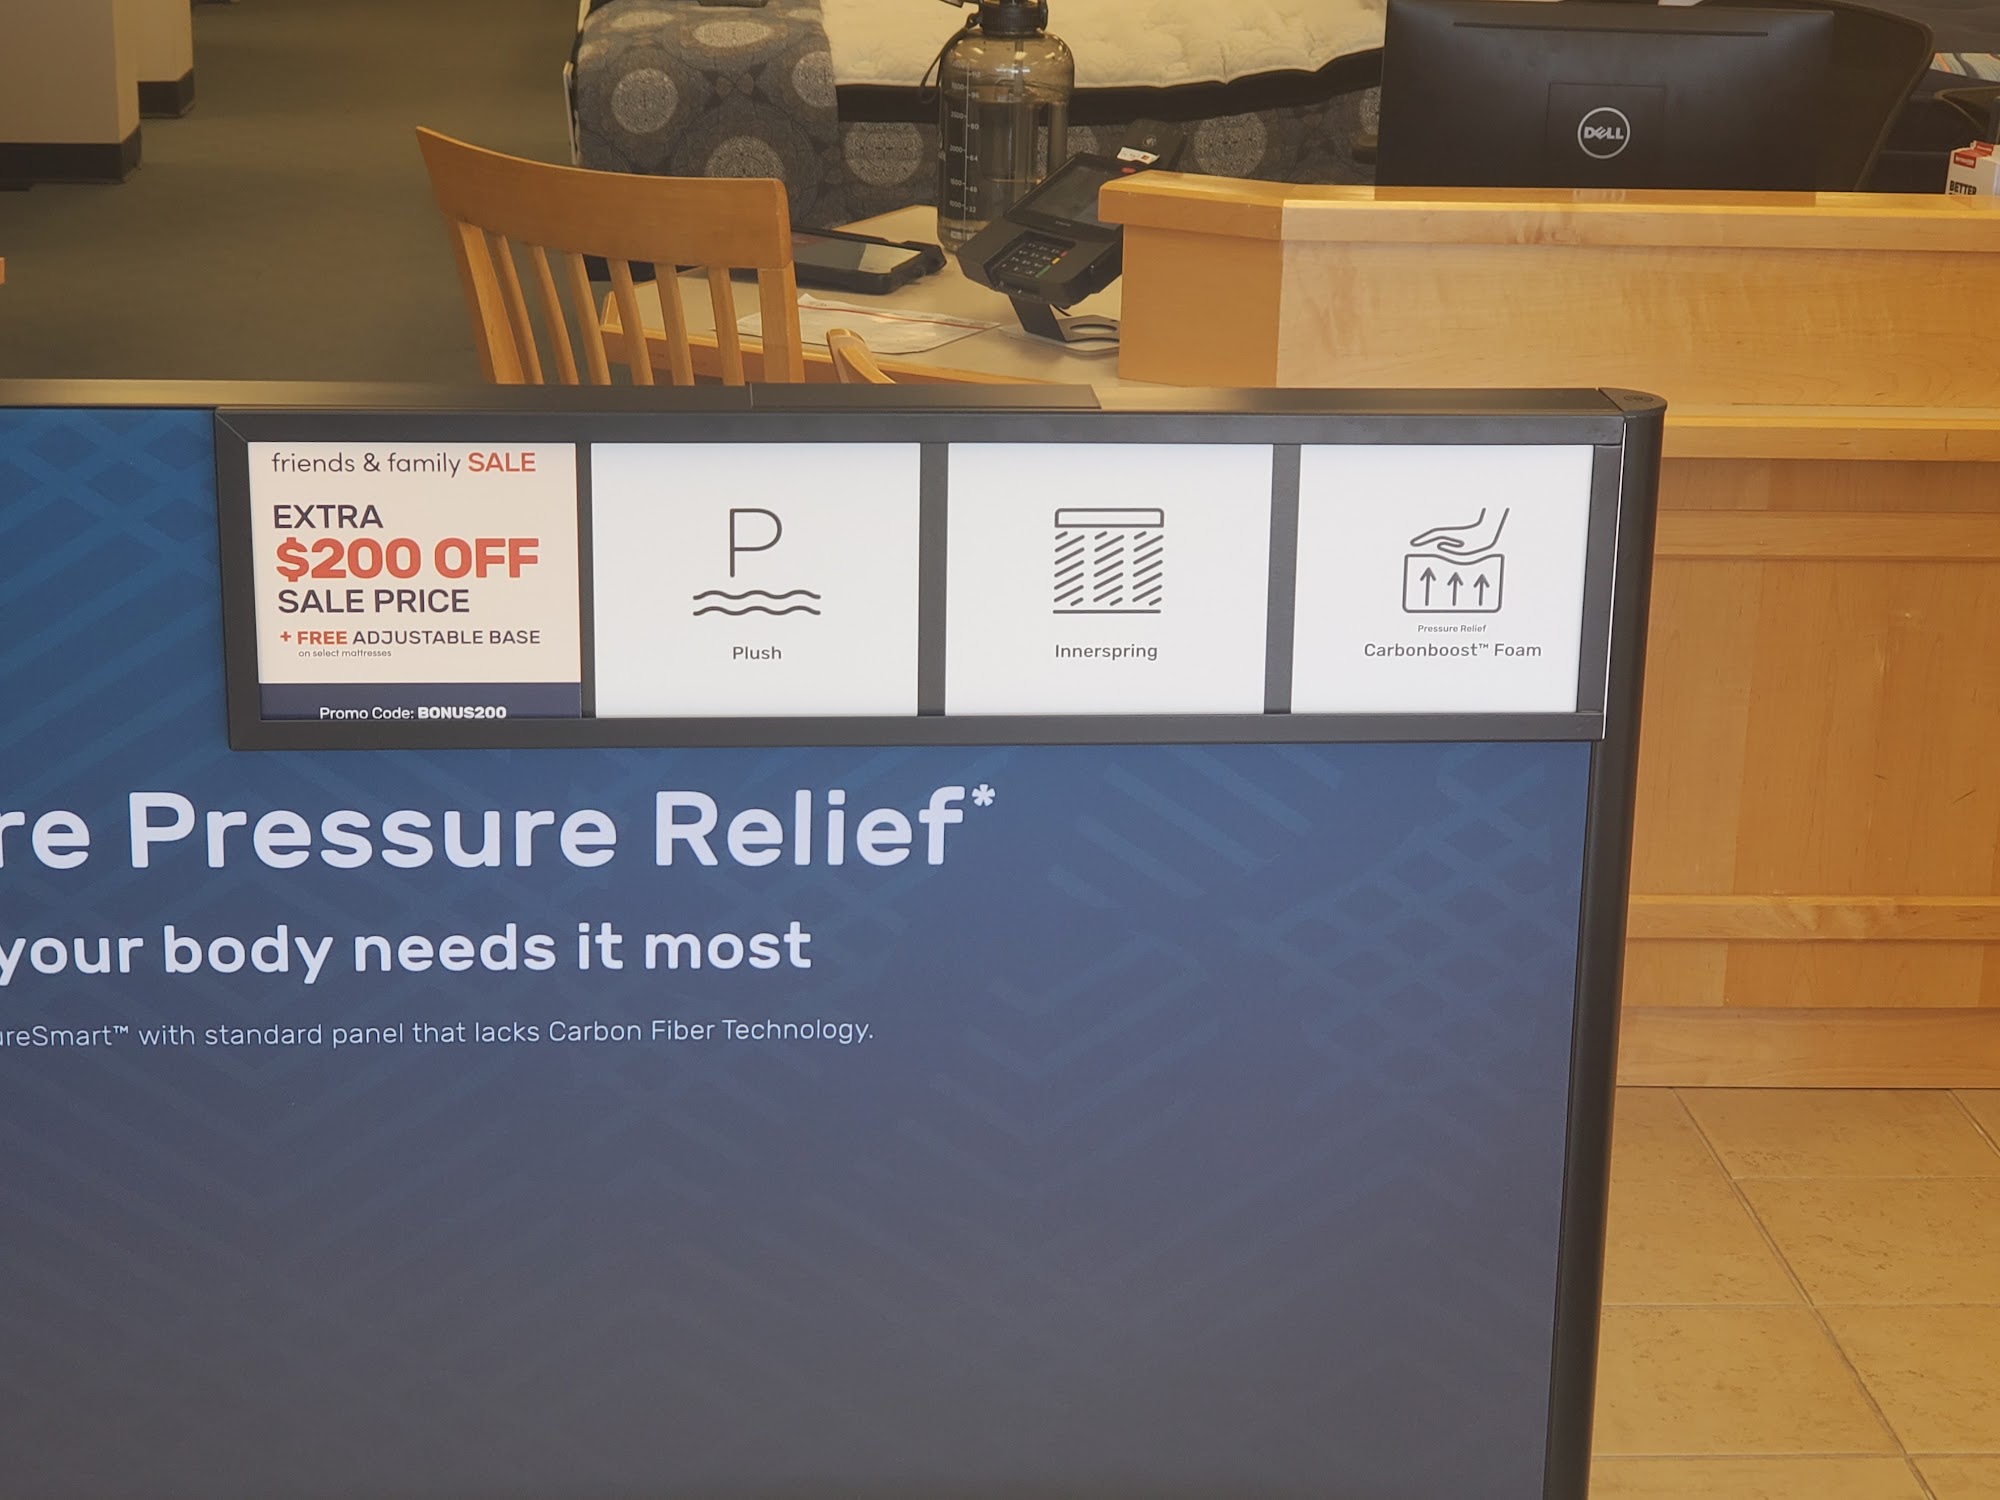 DELL
BETTER
friends & family SALE
EXTRA
$200 OFF
SALE PRICE
+ FREE ADJUSTABLE BASE
on select mattresses
Promo Code: BONUS200
P
Plush
Innerspring
Pressure Relief
Carbonboost™ Foam
re Pressure Relief*
your body needs it most
ureSmart™ with standard panel that lacks Carbon Fiber Technology.